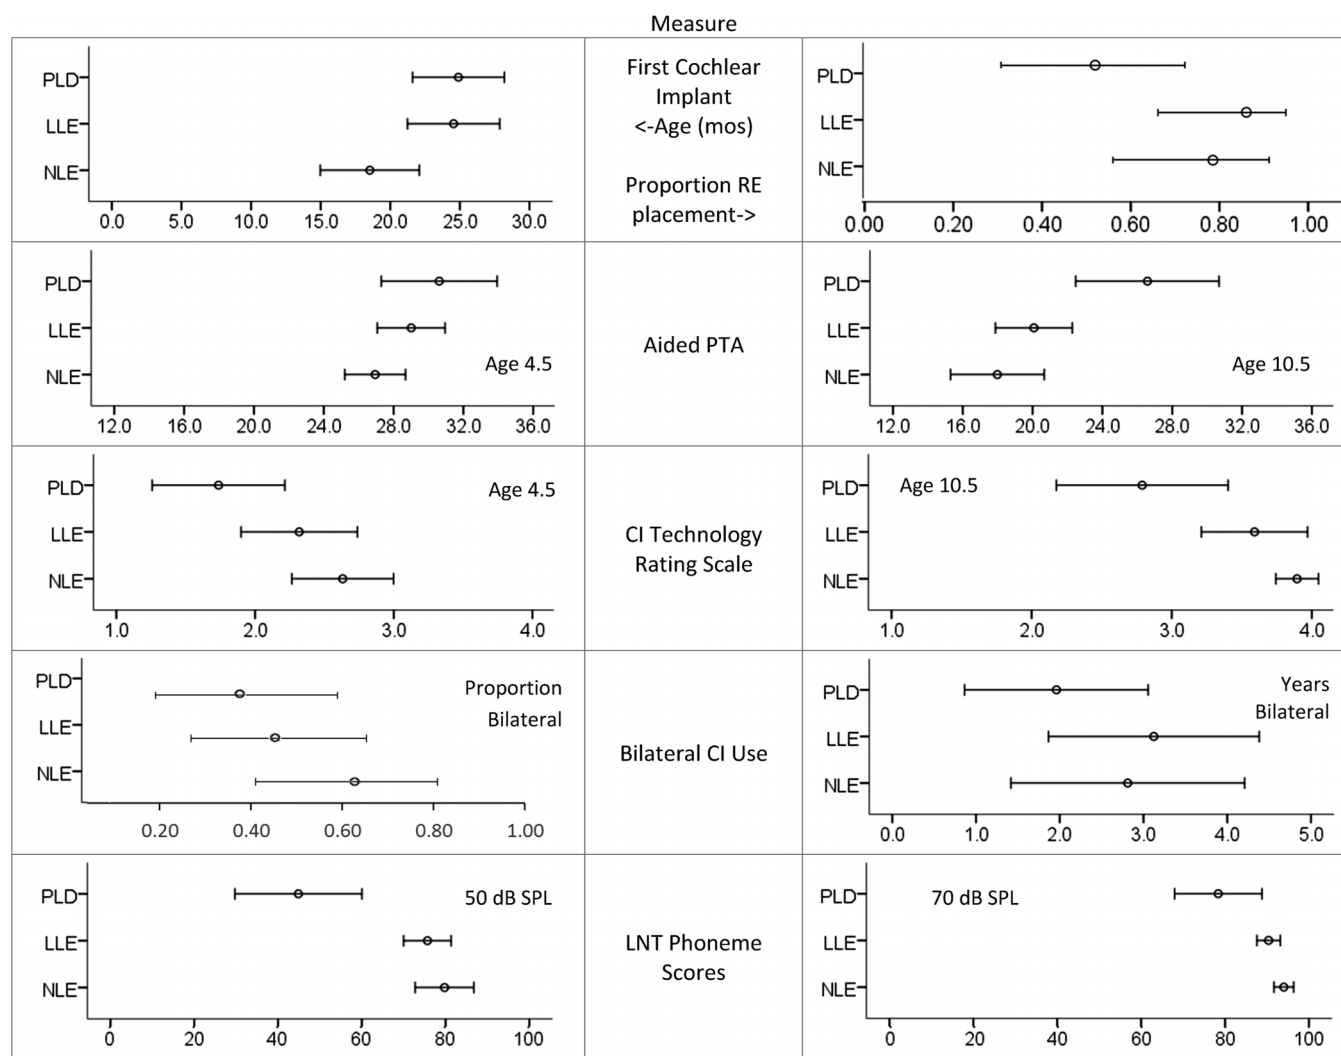 Measure
PLD
LLE
NLE
0.0 5.0 10.0 15.0 20.0 25.0 30.0
First Cochlear
Implant
<-Age (mos)
Proportion RE
placement->
PLD
LLE
NLE
0.00 0.20 0.40 0.60 0.80 1.00
PLD
LLE
NLE
Age 4.5
12.0 16.0 20.0 24.0 28.0 32.0 36.0
Aided PTA
PLD
LLE
NLE
Age 10.5
12.0 16.0 20.0 24.0 28.0 32.0 36.0
PLD
Age 4.5
LLE
NLE
1.0 2.0 3.0 4.0
CI Technology
Rating Scale
PLD
Age 10.5
LLE
NLE
1.0 2.0 3.0 4.0
PLD
Proportion
Bilateral
LLE
NLE
0.20 0.40 0.60 0.80 1.00
Bilateral CI Use
PLD
Years
Bilateral
LLE
NLE
0.0 1.0 2.0 3.0 4.0 5.0
PLD
50 dB SPL
LLE
NLE
0 20 40 60 80 100
LNT Phoneme
Scores
PLD
70 dB SPL
LLE
NLE
0 20 40 60 80 100